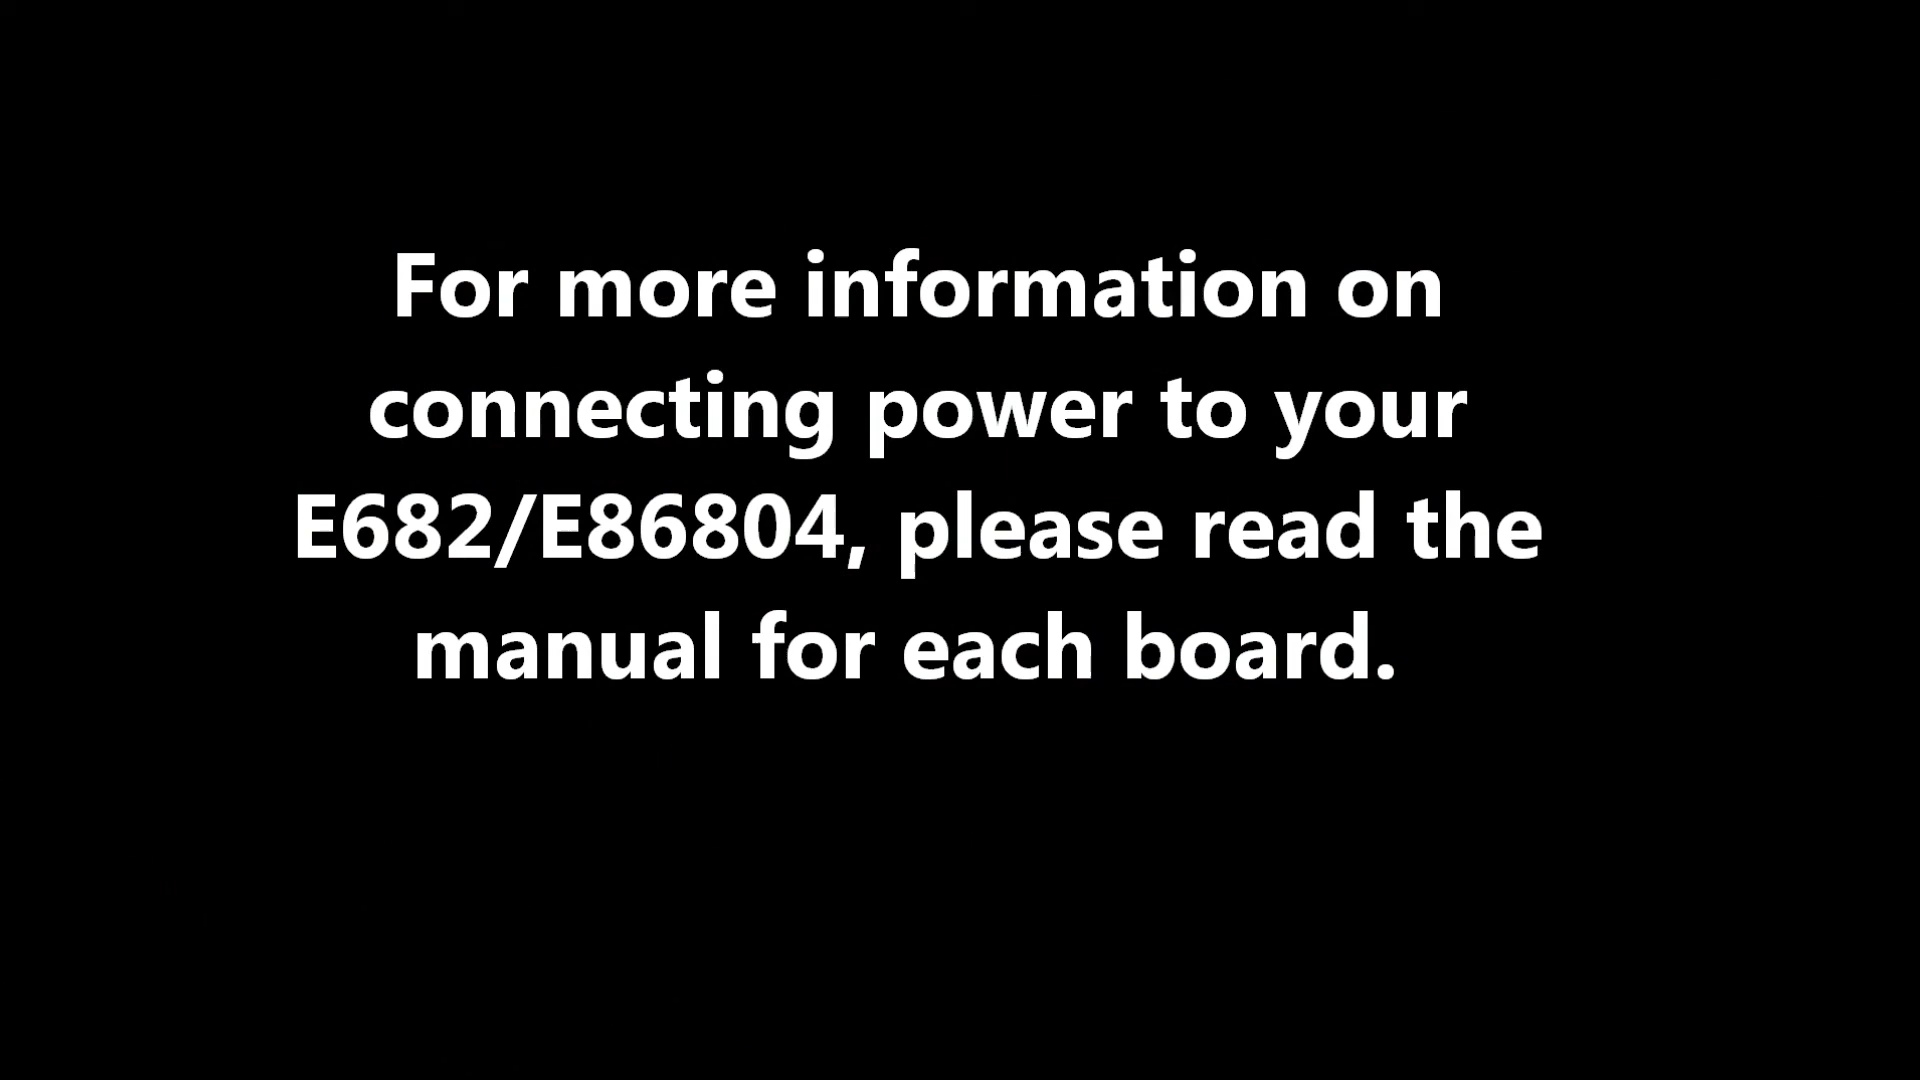 For more information on
connecting power to your
E682/E86804, please read the
manual for each board.